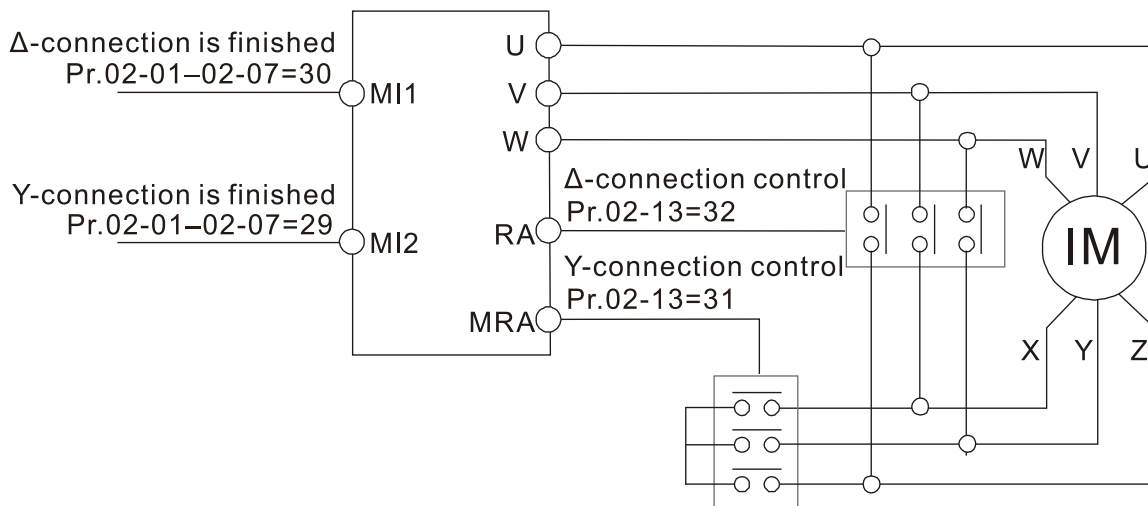 Δ-connection is finished
Pr.02-01–02-07=30
MI1
Y-connection is finished
Pr.02-01–02-07=29
MI2
U
V
W
RA
MRA
Δ-connection control
Pr.02-13=32
Y-connection control
Pr.02-13=31
W
V
U
IM
X
Y
Z